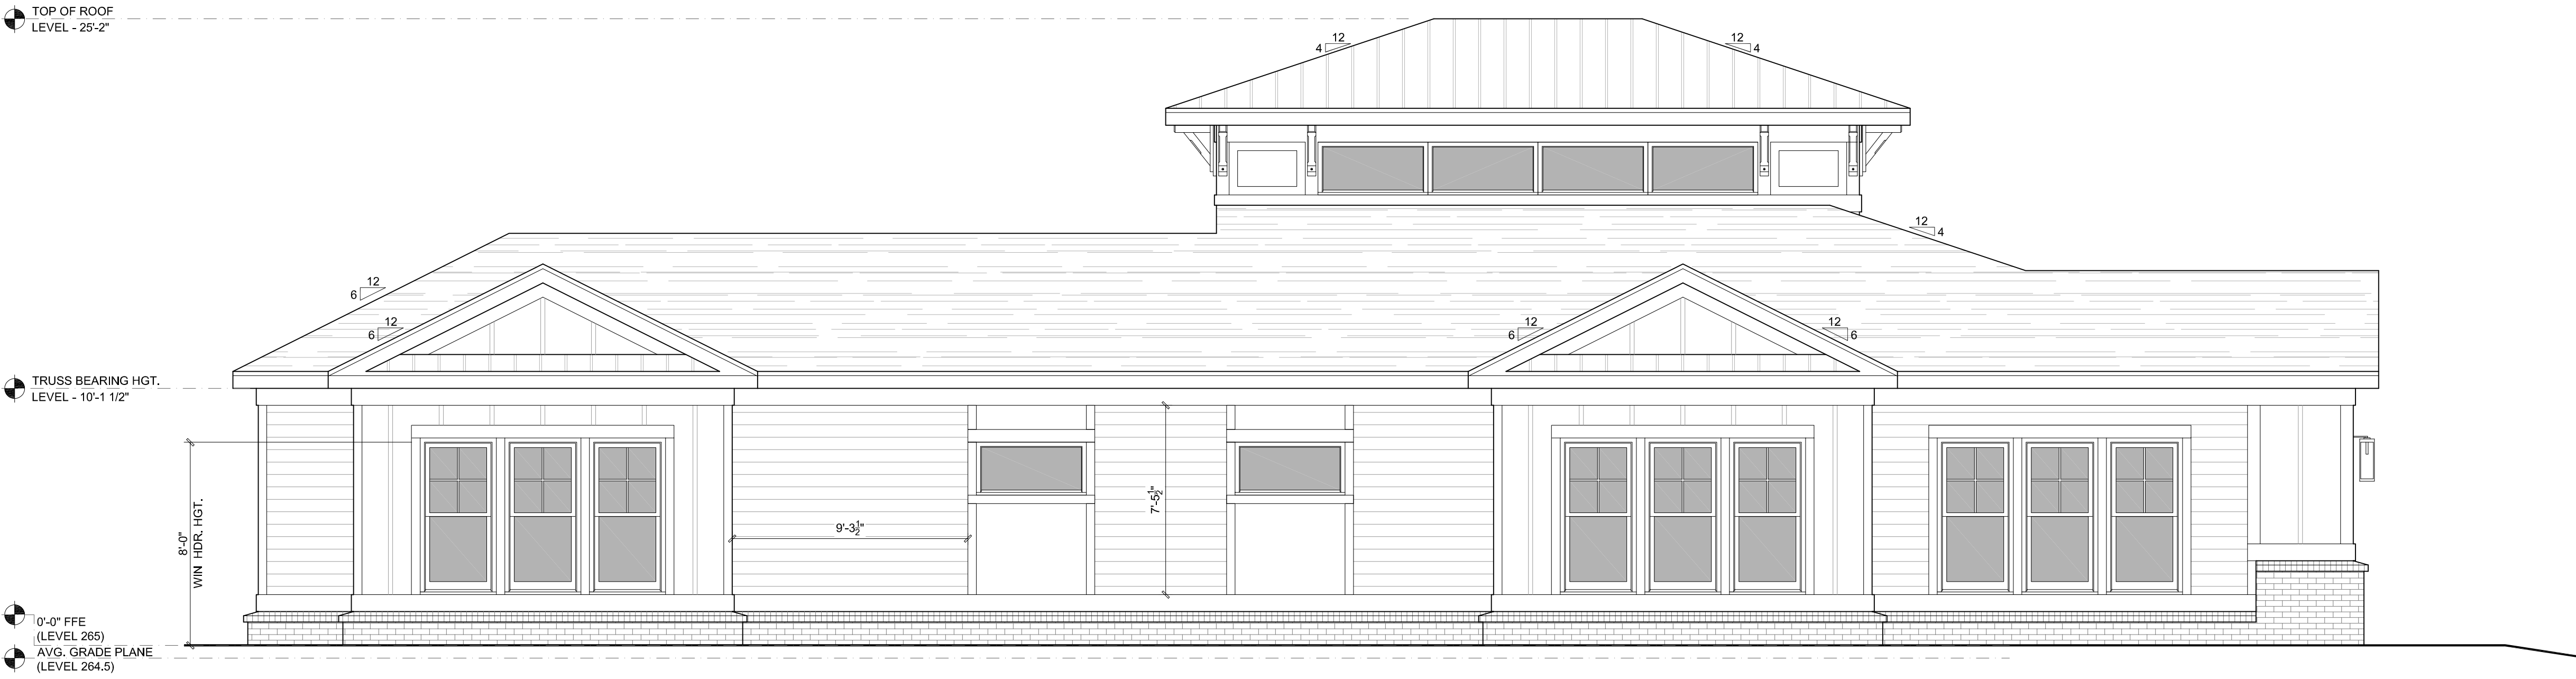 TOP OF ROOF
LEVEL - 25'-2"
12
4
12
4
12
4
12
6
12
6
12
6
12
6
TRUSS BEARING HGT.
LEVEL - 10'-1 1/2"
8'-0"
WIN HDR. HGT.
9'-3½"
7'-5½"
0'-0" FFE
(LEVEL 265)
AVG. GRADE PLANE
(LEVEL 264.5)